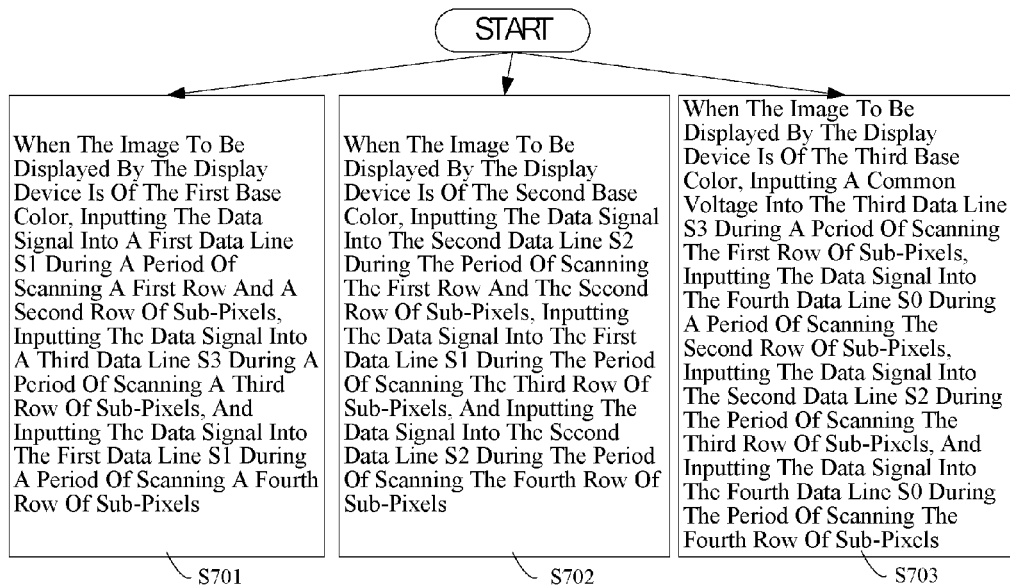 START
When The Image To Be
Displayed By The Display
Device Is Of The First Base
Color, Inputting The Data
Signal Into A First Data Line
S1 During A Period Of
Scanning A First Row And A
Second Row Of Sub-Pixels,
Inputting The Data Signal Into
A Third Data Line S3 During A
Period Of Scanning A Third
Row Of Sub-Pixels, And
Inputting The Data Signal Into
The First Data Line S1 During
A Period Of Scanning A Fourth
Row Of Sub-Pixels
S701
When The Image To Be
Displayed By The Display
Device Is Of The Second Base
Color, Inputting The Data Signal
Into The Second Data Line S2
During The Period Of Scanning
The First Row And The Second
Row Of Sub-Pixels, Inputting
The Data Signal Into The First
Data Line S1 During The Period
Of Scanning The Third Row Of
Sub-Pixels, And Inputting The
Data Signal Into The Second
Data Line S2 During The Period
Of Scanning The Fourth Row Of
Sub-Pixels
S702
When The Image To Be
Displayed By The Display
Device Is Of The Third Base
Color, Inputting A Common
Voltage Into The Third Data Line
S3 During A Period Of Scanning
The First Row Of Sub-Pixels,
Inputting The Data Signal Into
The Fourth Data Line S0 During
A Period Of Scanning The
Second Row Of Sub-Pixels,
Inputting The Data Signal Into
The Second Data Line S2 During
The Period Of Scanning The
Third Row Of Sub-Pixels, And
Inputting The Data Signal Into
The Fourth Data Line S0 During
The Period Of Scanning The
Fourth Row Of Sub-Pixels
S703